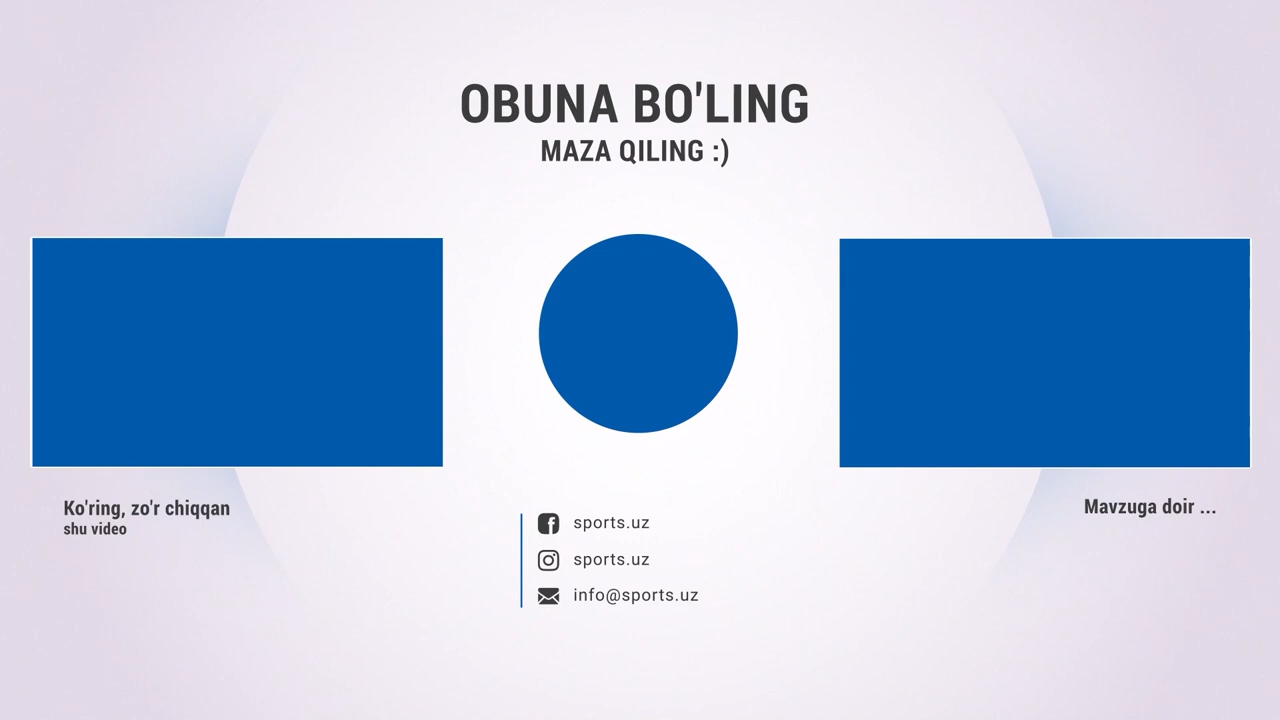 OBUNA BO'LING
MAZA QILING :)
Ko'ring, zo'r chiqqan
shu video
Mavzuga doir ...
sports.uz
sports.uz
info@sports.uz